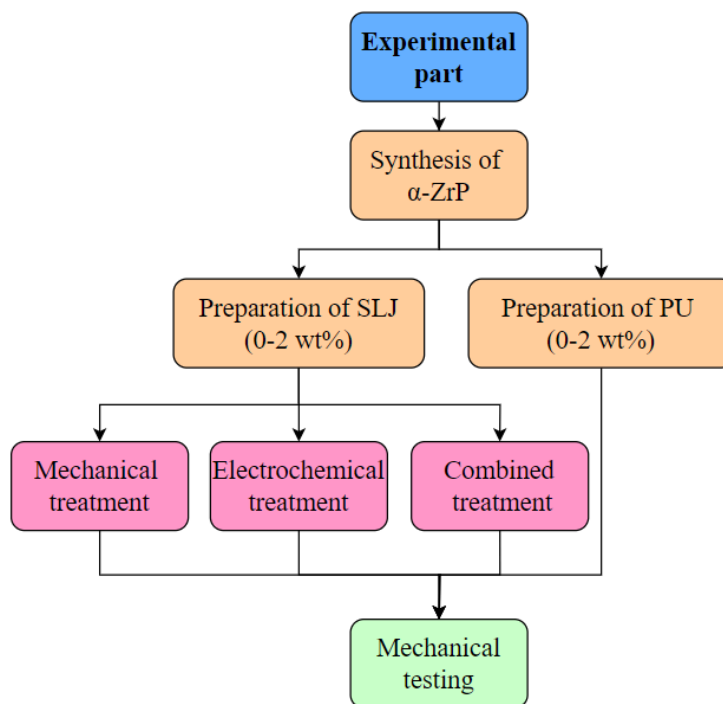 Experimental
part
Synthesis of
α-ZrP
Preparation of SLJ
(0-2 wt%)
Preparation of PU
(0-2 wt%)
Mechanical
treatment
Electrochemical
treatment
Combined
treatment
Mechanical
testing